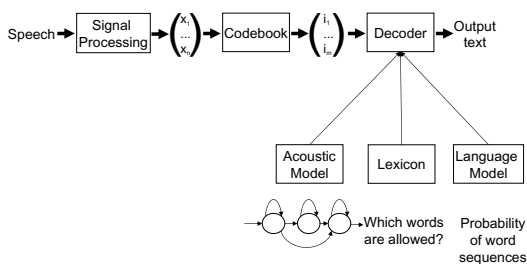 Speech
Signal
Processing
x1
...
xn
Codebook
i1
...
im
Decoder
Output
text
Acoustic
Model
Lexicon
Language
Model
Which words
are allowed?
Probability
of word
sequences